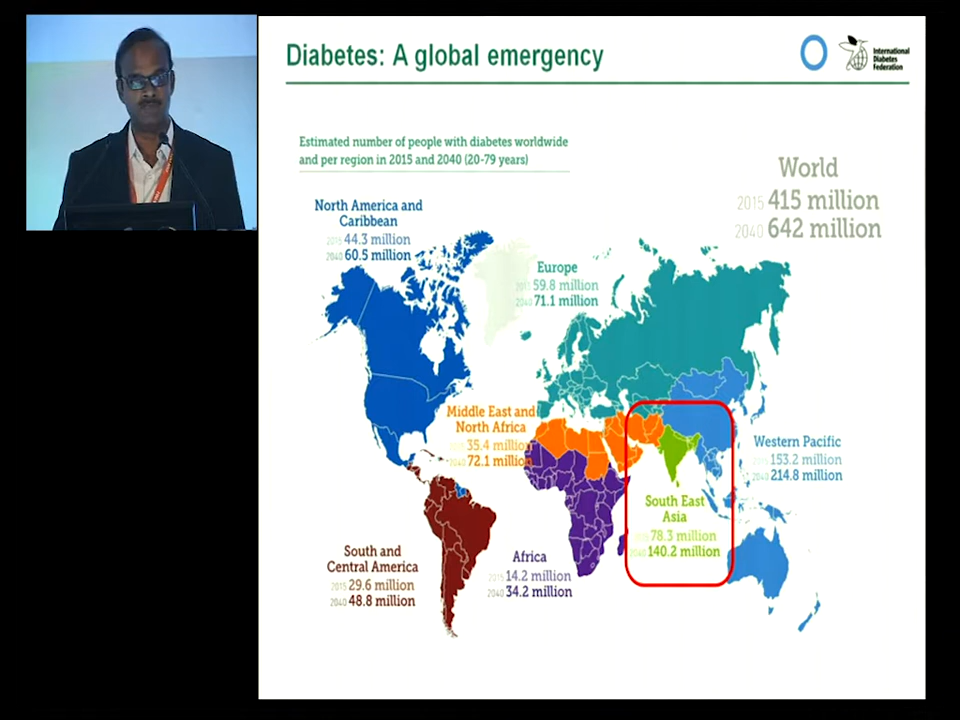 Diabetes: A global emergency
International
Diabetes
Federation
Estimated number of people with diabetes worldwide
and per region in 2015 and 2040 (20-79 years)
World
2015 415 million
2040 642 million
North America and
Caribbean
2015 44.3 million
2040 60.5 million
Europe
2015 59.8 million
2040 71.1 million
Middle East and
North Africa
35.4 million
2040 72.1 million
Western Pacific
2015 153.2 million
2040 214.8 million
South East
Asia
78.3 million
2040 140.2 million
South and
Central America
2015 29.6 million
2040 48.8 million
Africa
2015 14.2 million
2040 34.2 million